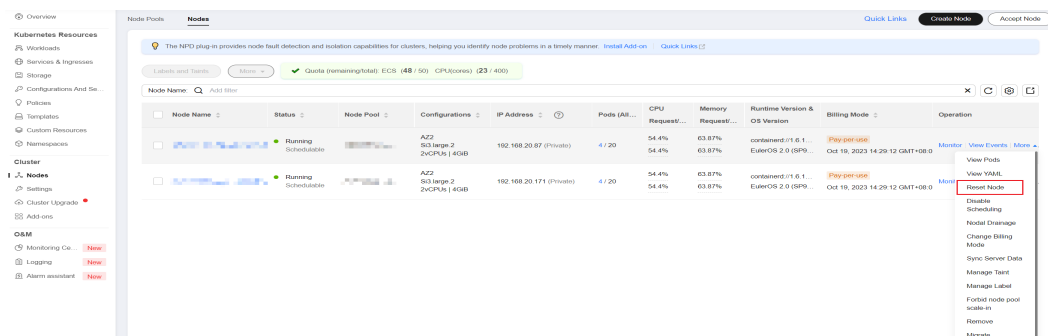 Overview
Kubernetes Resources
Workloads
Services & Ingresses
Storage
Configurations And Se...
Policies
Templates
Custom Resources
Namespaces
Cluster
Nodes
Settings
Cluster Upgrade
Add-ons
O&M
Monitoring Ce... New
Logging New
Alarm assistant New
Node Pools Nodes Quick Links Create Node Accept Node
The NPD plug-in provides node fault detection and isolation capabilities for clusters, helping you identify node problems in a timely manner. Install Add-on Quick Links
Labels and Taints More Quota (remaining/total): ECS (48 / 50) CPU(cores) (23 / 400)
Node Name: Add filter
Node Name Status Node Pool Configurations IP Address Pods (All... CPU Request/... Memory Request/... Runtime Version & OS Version Billing Mode Operation
Running Schedulable AZ2 Si3.large.2 2vCPUs | 4GiB 192.168.20.87 (Private) 4 / 20 54.4% 54.4% 63.87% 63.87% containerd://1.6.1... EulerOS 2.0 (SP9... Pay-per-use Oct 19, 2023 14:29:12 GMT+08:0 Monitor View Events More
Running Schedulable AZ2 Si3.large.2 2vCPUs | 4GiB 192.168.20.171 (Private) 4 / 20 54.4% 54.4% 63.87% 63.87% containerd://1.6.1... EulerOS 2.0 (SP9... Pay-per-use Oct 19, 2023 14:29:12 GMT+08:0
View Pods
View YAML
Reset Node
Disable
Scheduling
Nodal Drainage
Change Billing
Mode
Sync Server Data
Manage Taint
Manage Label
Forbid node pool
scale-in
Remove
Migrate